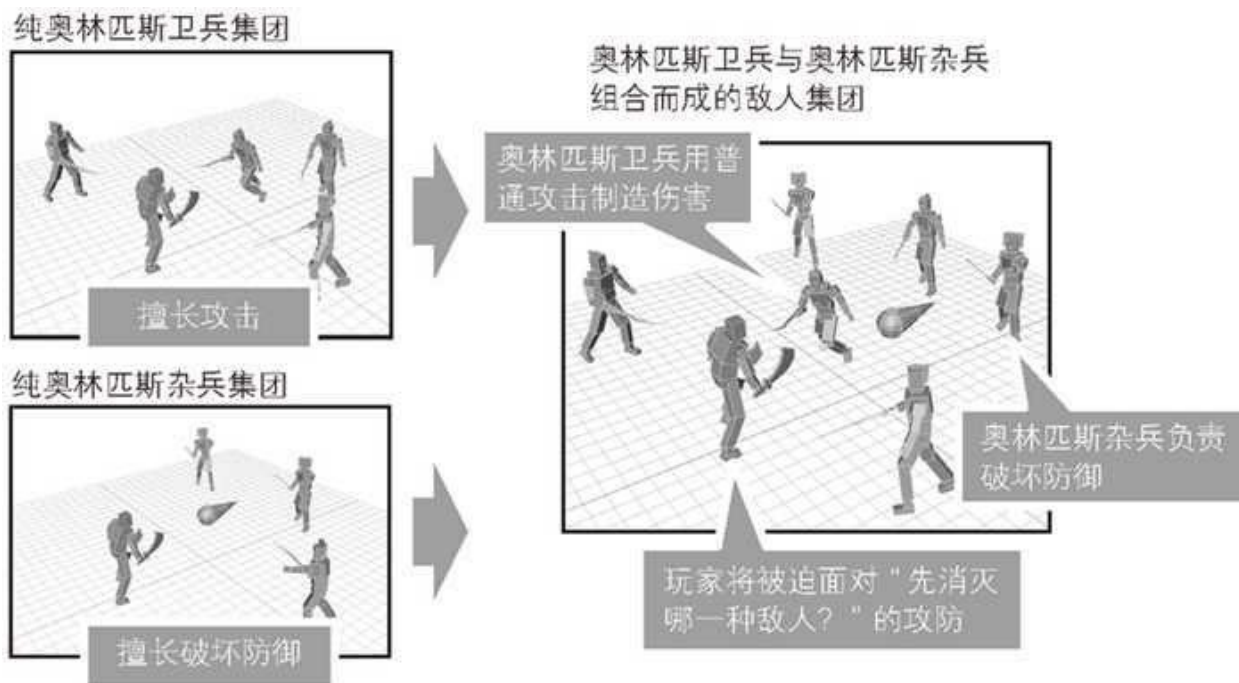 纯奥林匹斯卫兵集团
擅长攻击
纯奥林匹斯杂兵集团
擅长破坏防御
奥林匹斯卫兵与奥林匹斯杂兵
组合而成的敌人集团
奥林匹斯卫兵用普
通攻击制造伤害
奥林匹斯杂兵负责
破坏防御
玩家将被迫面对“先消灭
哪一种敌人？”的攻防